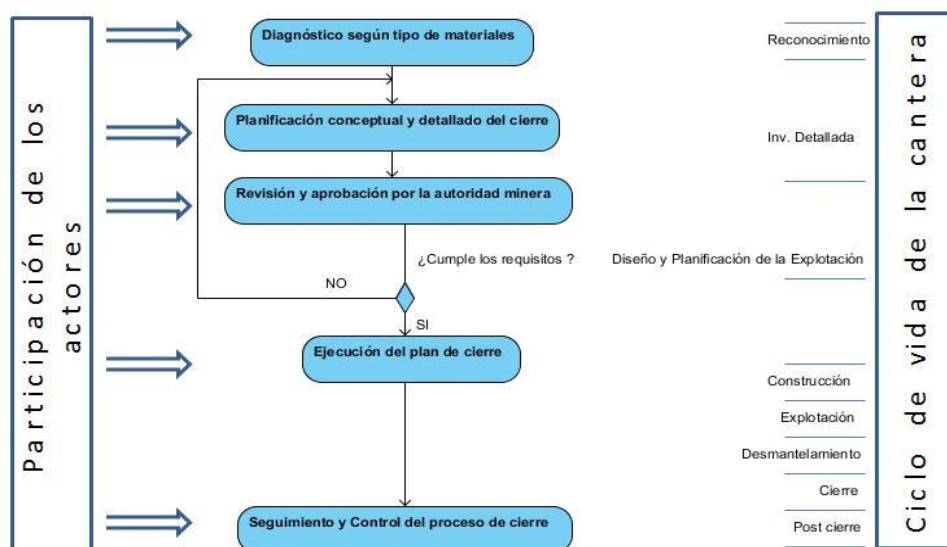 Participación de los
actores
Diagnóstico según tipo de materiales
Planificación conceptual y detallado del cierre
Revisión y aprobación por la autoridad minera
¿Cumple los requisitos ?
NO
SI
Ejecución del plan de cierre
Seguimiento y Control del proceso de cierre
Reconocimiento
Inv. Detallada
Diseño y Planificación de la Explotación
Construcción
Explotación
Desmantelamiento
Cierre
Post cierre
Ciclo de vida de la cantera